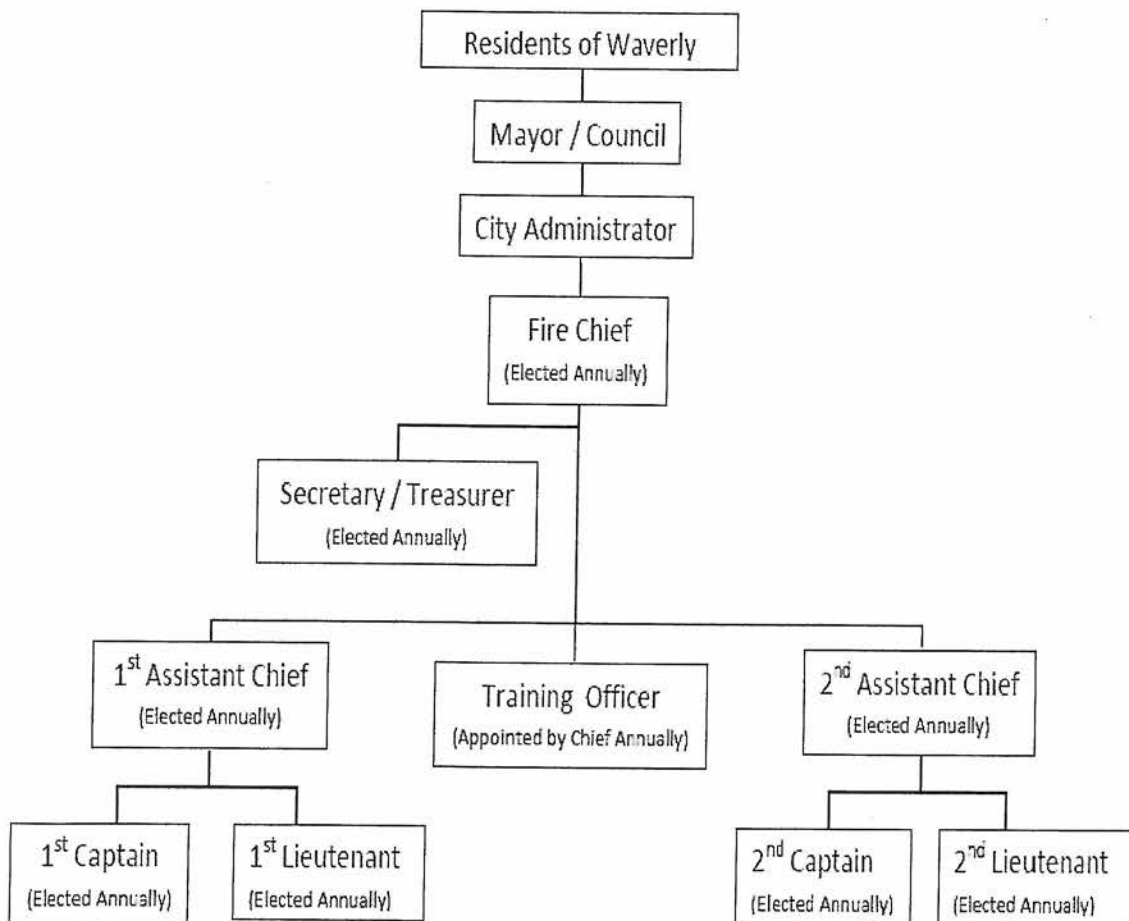 Residents of Waverly
Mayor / Council
City Administrator
Fire Chief
(Elected Annually)
Secretary / Treasurer
(Elected Annually)
1st Assistant Chief
(Elected Annually)
Training Officer
(Appointed by Chief Annually)
2nd Assistant Chief
(Elected Annually)
1st Captain
(Elected Annually)
1st Lieutenant
(Elected Annually)
2nd Captain
(Elected Annually)
2nd Lieutenant
(Elected Annually)